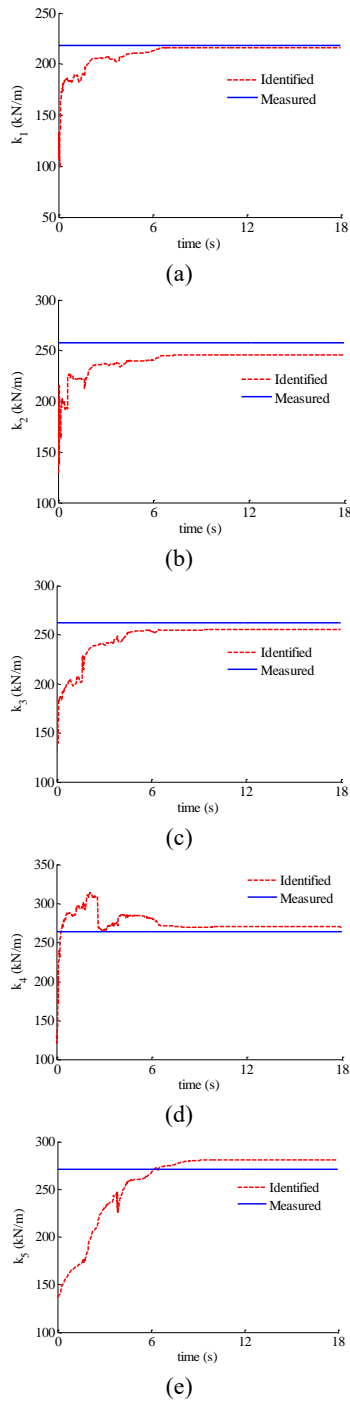 250
200
150
100
50
k1 (kN/m)
Identified
Measured
0 6 12 18
time (s)
(a)
300
250
200
150
100
k2 (kN/m)
Identified
Measured
0 6 12 18
time (s)
(b)
300
250
200
150
100
k3 (kN/m)
Identified
Measured
0 6 12 18
time (s)
(c)
350
300
250
200
150
100
k4 (kN/m)
Identified
Measured
0 6 12 18
time (s)
(d)
300
250
200
150
100
k5 (kN/m)
Identified
Measured
0 6 12 18
time (s)
(e)